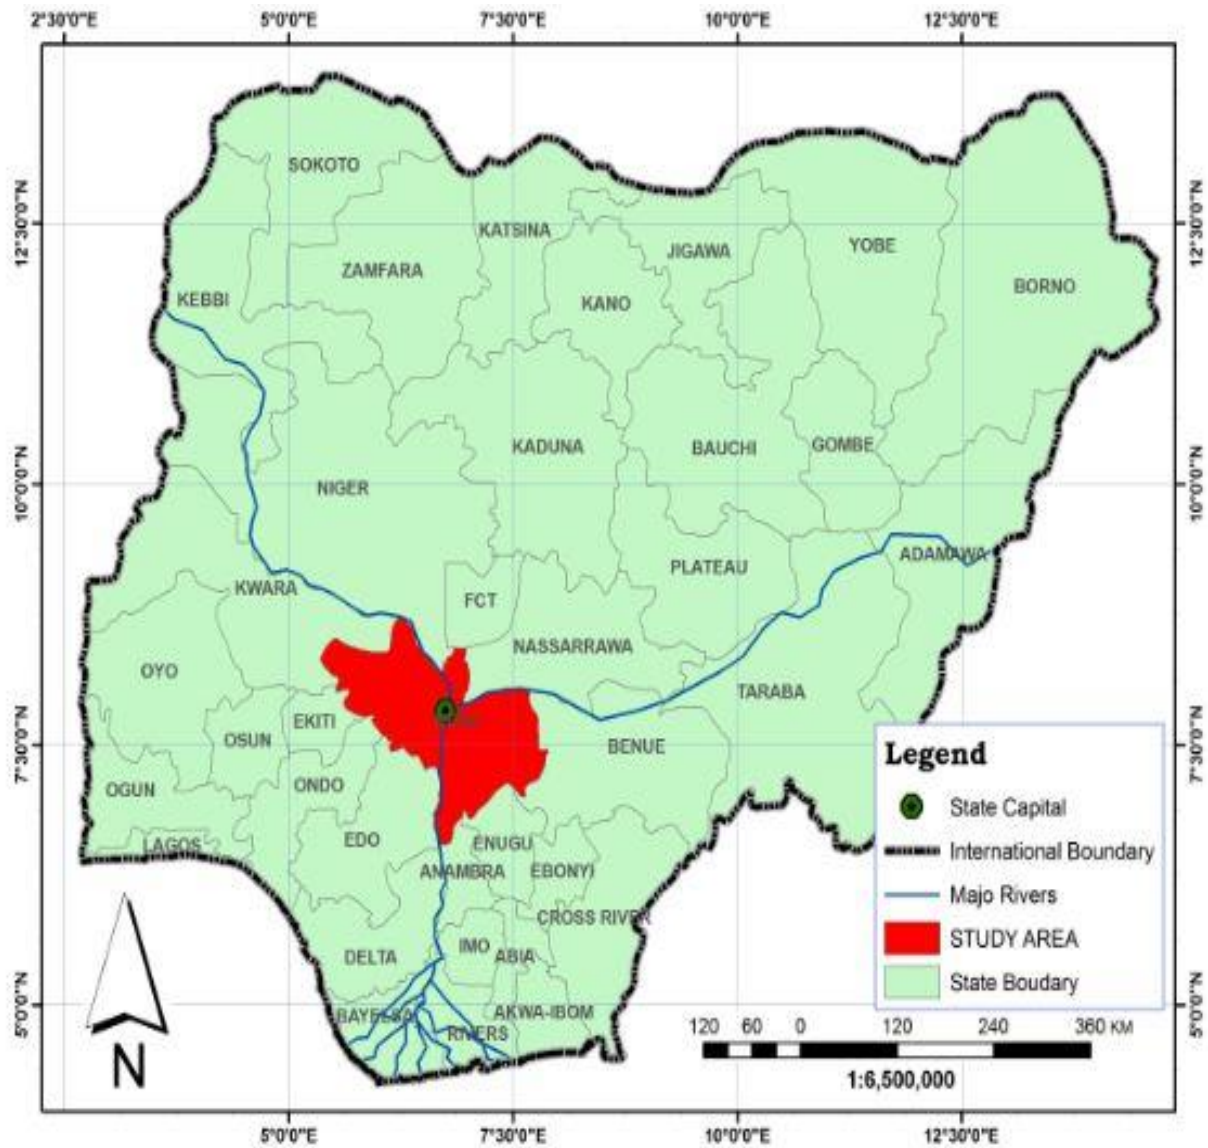 2°30'0"E 5°0'0"E 7°30'0"E 10°0'0"E 12°30'0"E
SOKOTO
12°30'0"N
12°30'0"N
KATSINA
YOBE
JIGAWA
ZAMFARA
BORNO
KEBBI
KANO
GOMBE
KADUNA
BAUCHI
NIGER
10°0'0"N
10°0'0"N
ADAMAWA
PLATEAU
KWARA
FCT
NASSARRAWA
OYO
TARABA
EKITI
OSUN
BENUE
7°30'0"N
7°30'0"N
OGUN
ONDO
EDO
LAGOS
ENUGU
ANAMBRA
EBONYI
CROSS RIVER
IMO
DELTA
ABIA
5°0'0"N
5°0'0"N
BAYELSA
AKWA-IBOM
RIVERS
Legend
State Capital
International Boundary
Majo Rivers
STUDY AREA
State Boudary
120 60 0 120 240 360 KM
1:6,500,000
N
5°0'0"E 7°30'0"E 10°0'0"E 12°30'0"E